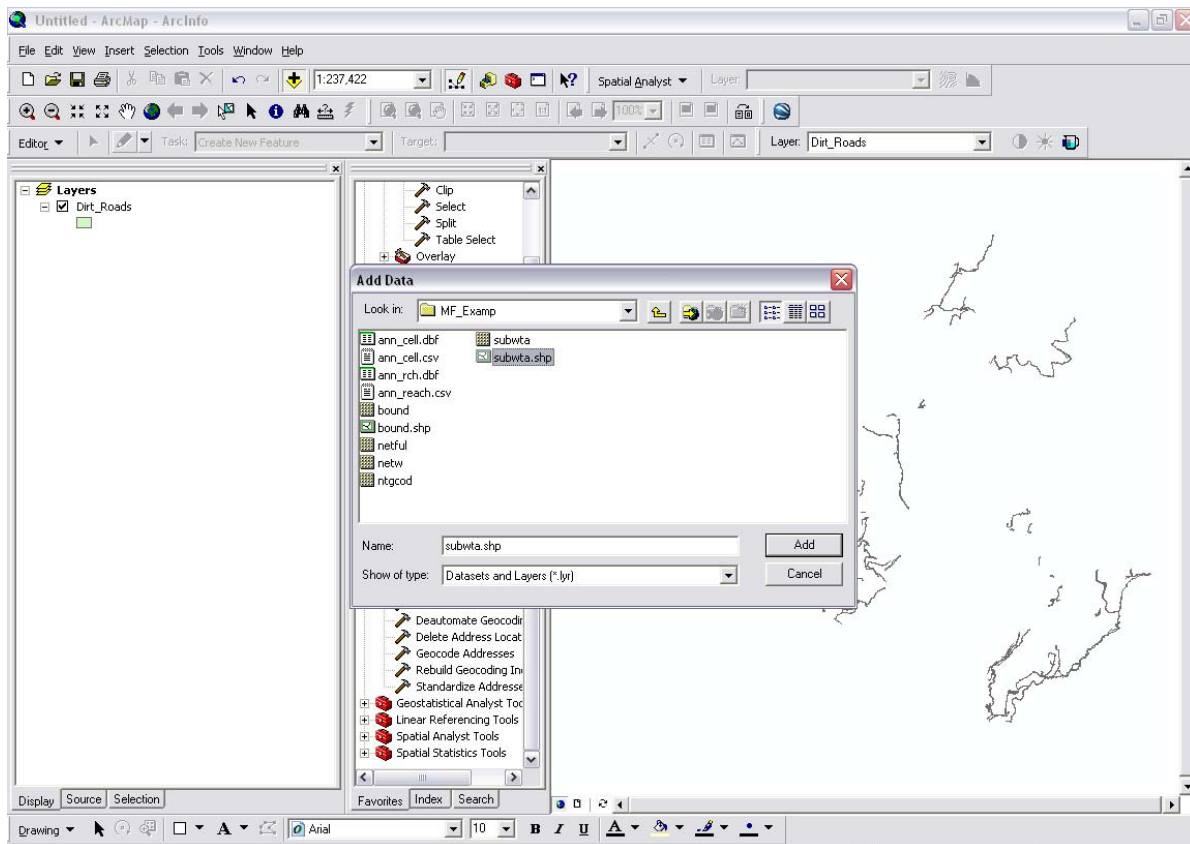 Untitled - ArcMap - ArcInfo
File Edit View Insert Selection Tools Window Help
1:237,422
Spatial Analyst
Layer:
100%
Editor
Task: Create New Feature
Target:
Layer: Dirt_Roads
Layers
Dirt_Roads
Clip
Select
Split
Table Select
Overlay
Add Data
Look in: MF_Examp
ann_cell.dbf
ann_cell.csv
ann_rch.dbf
ann_reach.csv
bound
bound.shp
netful
netw
ntgcod
subwta
subwta.shp
Name: subwta.shp
Add
Show of type: Datasets and Layers (*.lyr)
Cancel
Deautomate Geocodin
Delete Address Locat
Geocode Addresses
Rebuild Geocoding In
Standardize Addresse
Geostatistical Analyst Too
Linear Referencing Tools
Spatial Analyst Tools
Spatial Statistics Tools
Display Source Selection
Favorites Index Search
Drawing
A
Arial
10
B I U A